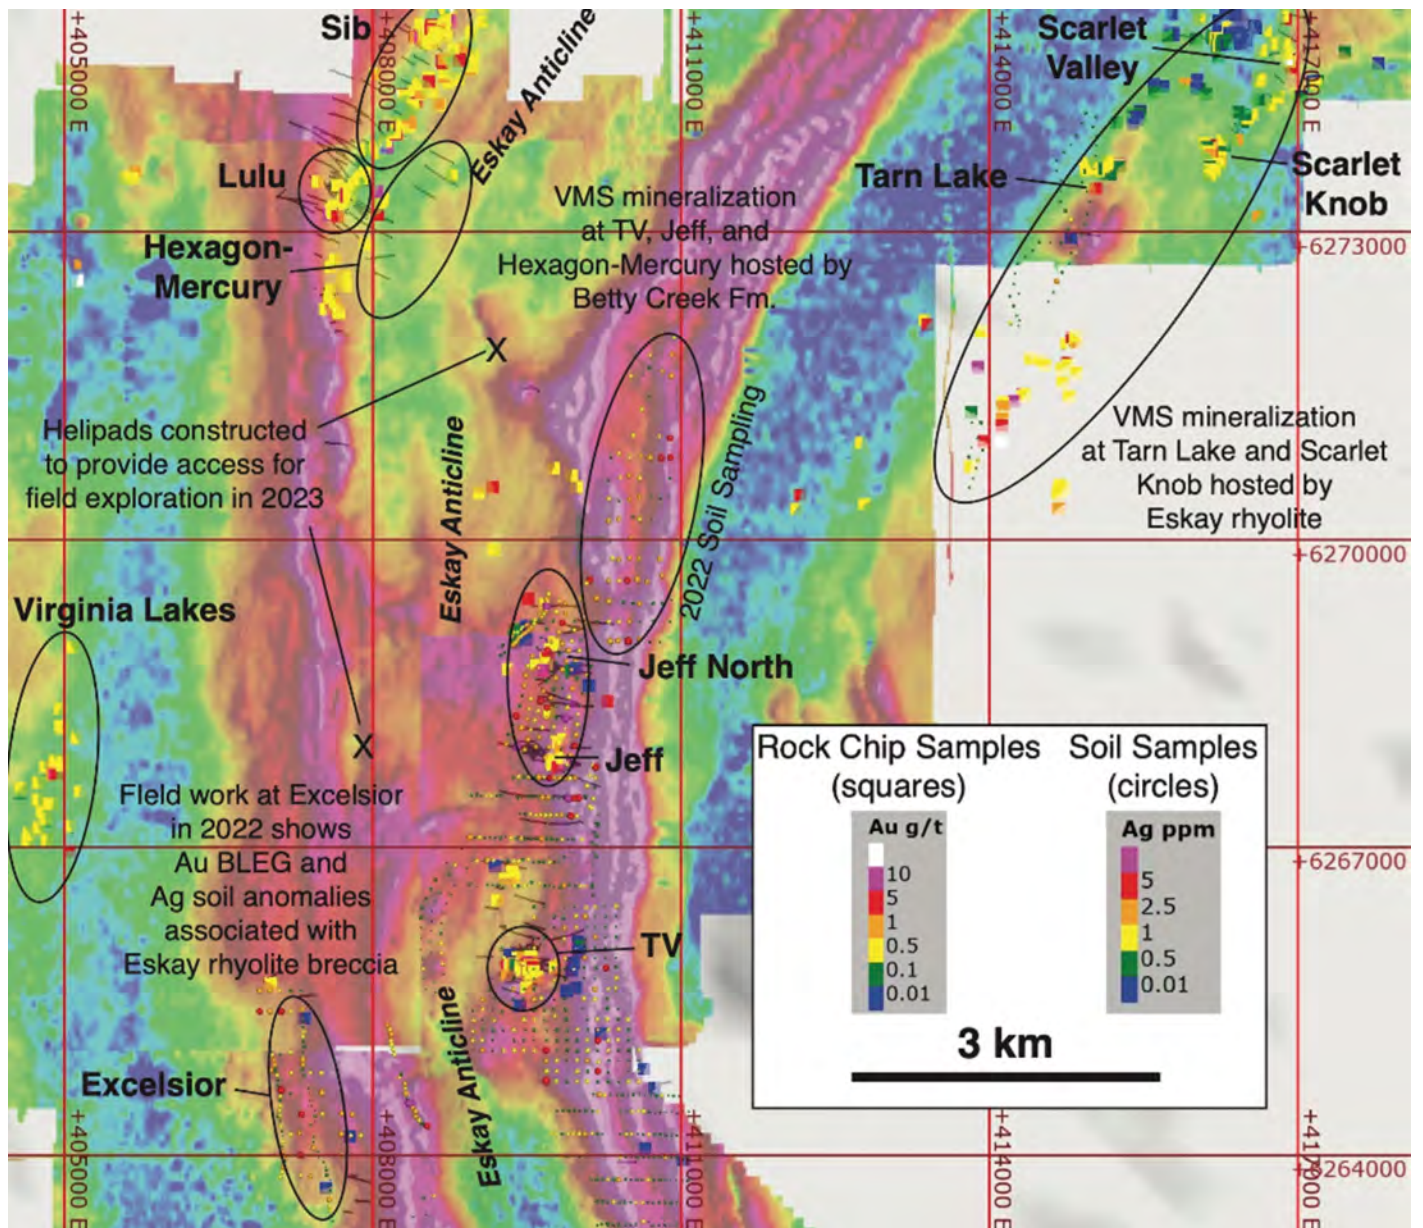 +405000 E
Sib
+408000 E
Eskay Anticline
+411000 E
+414000 E
Scarlet
Valley
+417000 E
Lulu
Tarn Lake
Scarlet
Knob
VMS mineralization
at TV, Jeff, and
Hexagon-Mercury hosted by
Betty Creek Fm.
Hexagon-
Mercury
+6273000
X
Helipads constructed
to provide access for
field exploration in 2023
Eskay Anticline
2022 Soil Sampling
VMS mineralization
at Tarn Lake and Scarlet
Knob hosted by
Eskay rhyolite
+6270000
Virginia Lakes
Jeff North
X
Jeff
FIeld work at Excelsior
in 2022 shows
Au BLEG and
Ag soil anomalies
associated with
Eskay rhyolite breccia
+6267000
TV
Eskay Anticline
Excelsior
Rock Chip Samples
(squares)
Au g/t
10
5
1
0.5
0.1
0.01
Soil Samples
(circles)
Ag ppm
5
2.5
1
0.5
0.01
3 km
+405000 E
+408000 E
+411000 E
+414000 E
+417000 E
+6264000